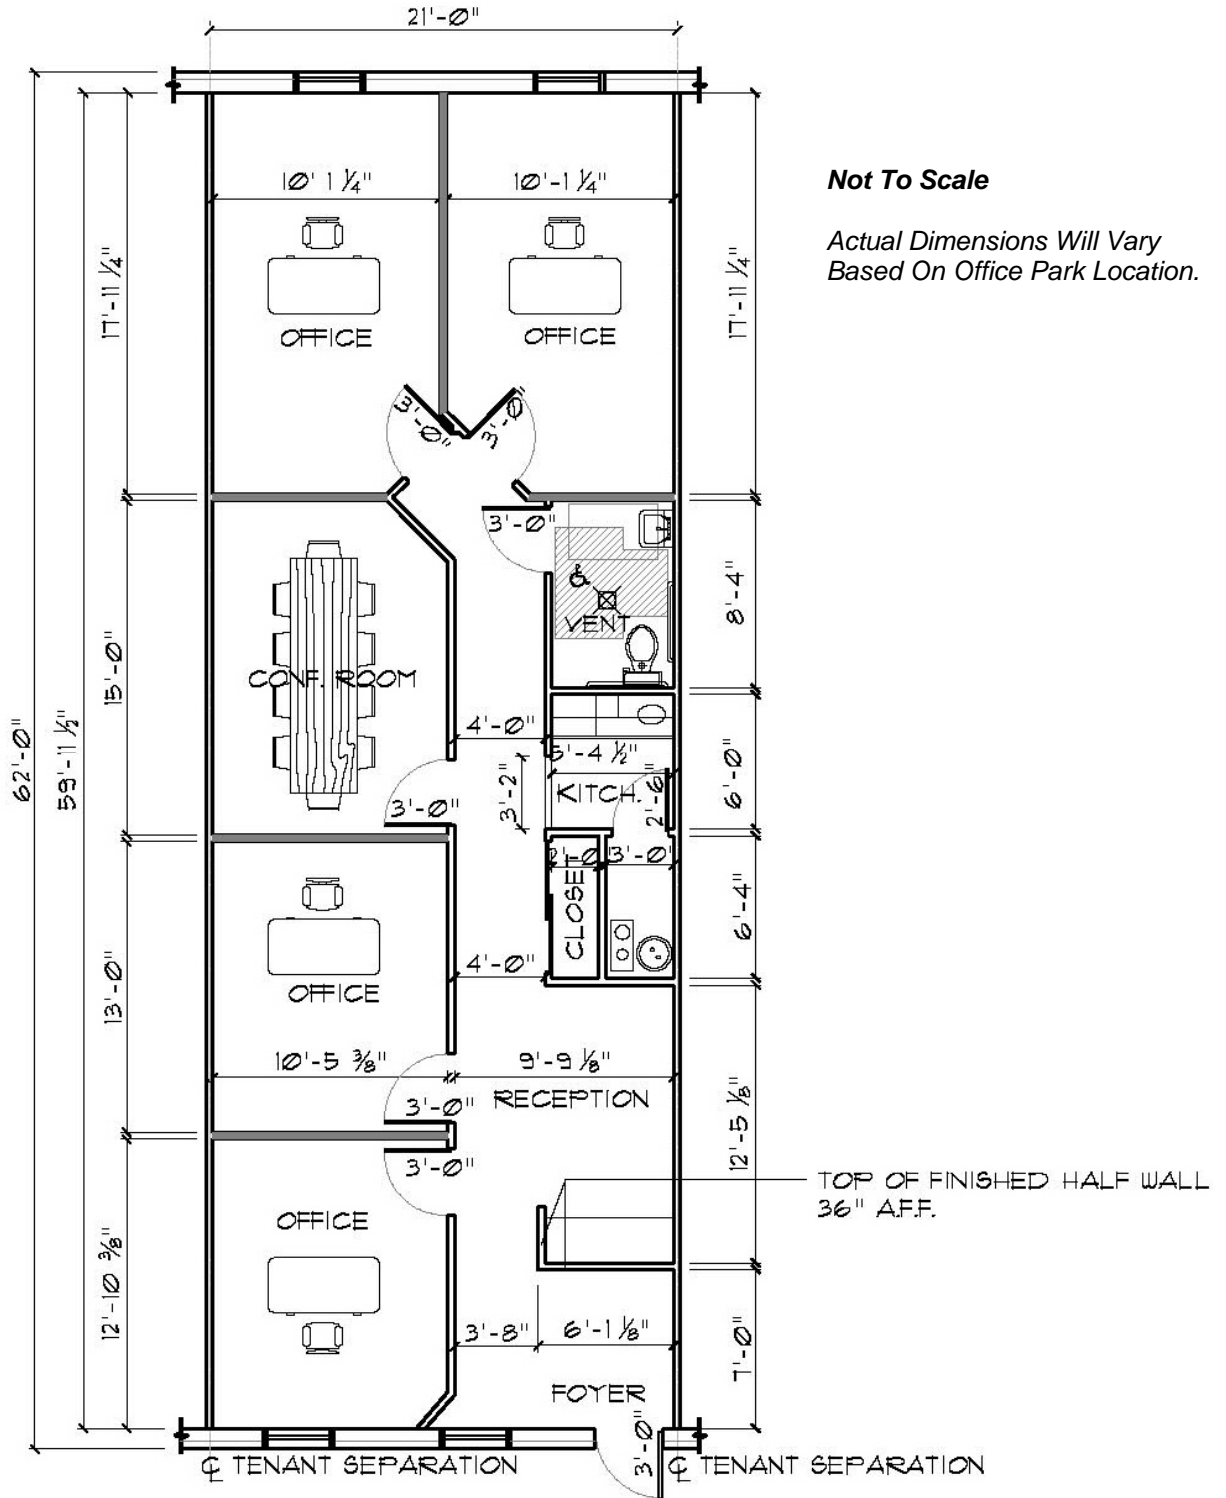 21'-0"
10' 1 1/4"
10'-1 1/4"
Not To Scale
Actual Dimensions Will Vary
Based On Office Park Location.
17'-11 1/4"
17'-11 1/4"
OFFICE
OFFICE
3'-0"
3'-0"
3'-0"
8'-4"
VENT
CONF. ROOM
15'-0"
62'-0"
59'-11 1/2"
4'-0"
5'-4 1/2"
3'-2"
KITCH.
2'-6"
6'-0"
3'-0"
2'-0"
3'-0"
CLOSET
6'-4"
4'-0"
13'-0"
OFFICE
10'-5 3/8"
9'-9 1/8"
RECEPTION
3'-0"
3'-0"
12'-5 1/8"
TOP OF FINISHED HALF WALL
36" A.F.F.
OFFICE
12'-10 3/8"
3'-8"
6'-1 1/8"
7'-0"
FOYER
3'-0"
℄ TENANT SEPARATION
℄ TENANT SEPARATION